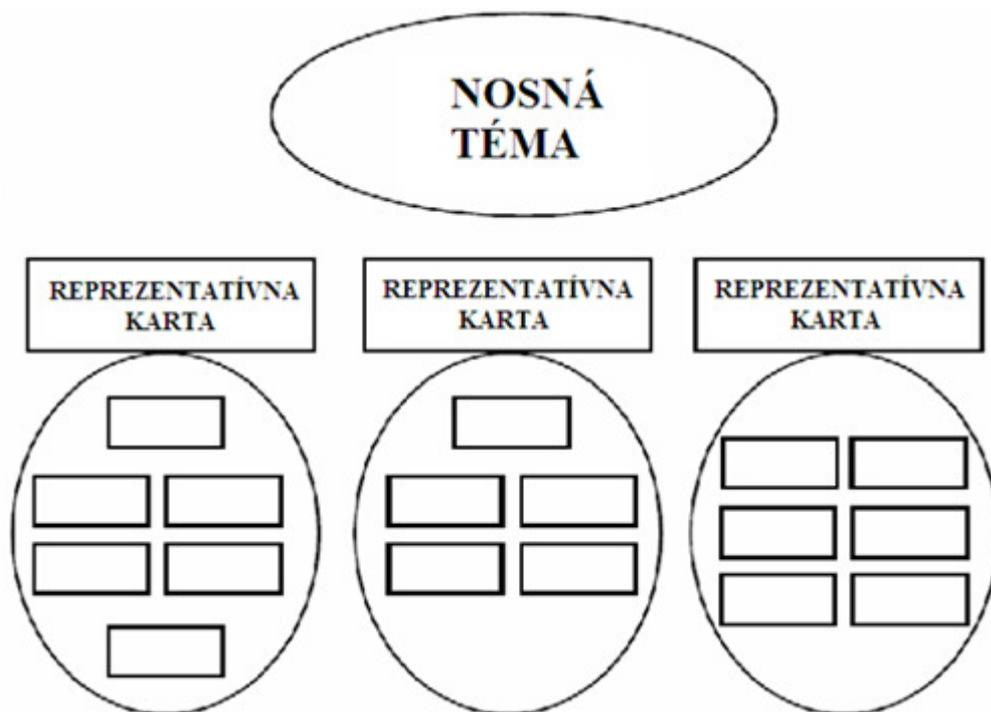 NOSNÁ
TÉMA
REPREZENTATÍVNA
KARTA
REPREZENTATÍVNA
KARTA
REPREZENTATÍVNA
KARTA